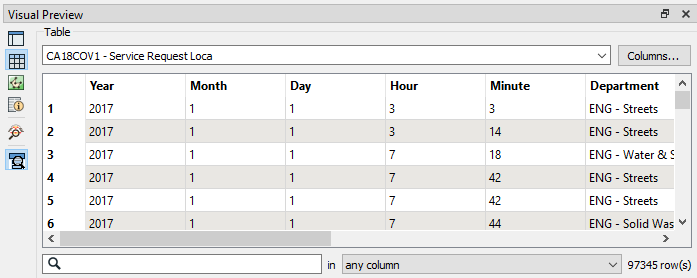 Visual Preview
Table
CA18COV1 - Service Request Loca
Columns...
Year Month Day Hour Minute Department
1 2017 1 1 3 3 ENG - Streets
2 2017 1 1 3 14 ENG - Streets
3 2017 1 1 7 18 ENG - Water & S
4 2017 1 1 7 42 ENG - Streets
5 2017 1 1 7 42 ENG - Streets
6 2017 1 1 7 44 ENG - Solid Was
in any column 97345 row(s)